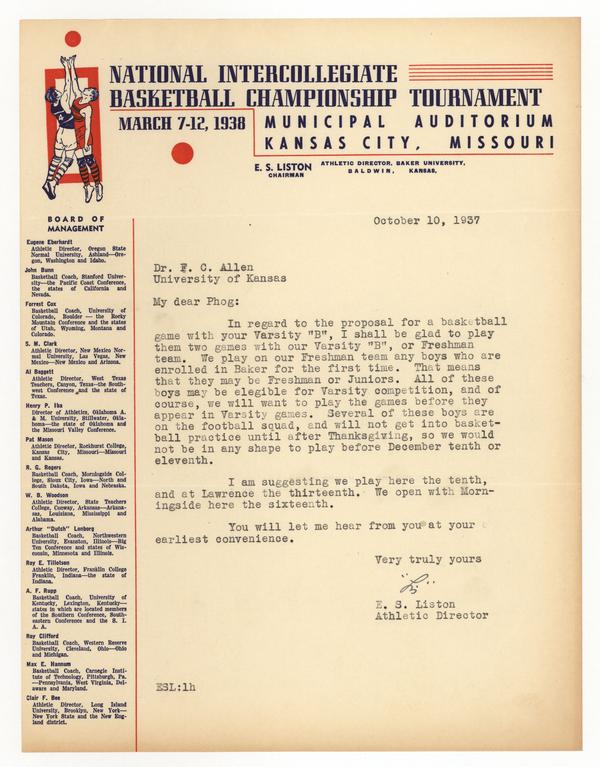 NATIONAL INTERCOLLEGIATE
BASKETBALL CHAMPIONSHIP TOURNAMENT
MARCH 7-12, 1938
MUNICIPAL AUDITORIUM
KANSAS CITY, MISSOURI
E. S. LISTON
CHAIRMAN
ATHLETIC DIRECTOR, BAKER UNIVERSITY,
BALDWIN, KANSAS,
BOARD OF
MANAGEMENT
Eugene Eberhardt
Athletic Director, Oregon State
Normal University, Ashland—Ore-
gon, Washington and Idaho.
John Bunn
Basketball Coach, Stanford Univer-
sity—the Pacific Coast Conference,
the states of California and
Nevada.
Forrest Cox
Basketball Coach, University of
Colorado, Boulder — the Rocky
Mountain Conference and the states
of Utah, Wyoming, Montana and
Colorado.
S. M. Clark
Athletic Director, New Mexico Nor-
mal University, Las Vegas, New
Mexico—New Mexico and Arizona.
Al Baggett
Athletic Director, West Texas
Teachers, Canyon, Texas—the South-
west Conference and the state of
Texas.
Henry P. Iba
Director of Athletics, Oklahoma A.
& M. University, Stillwater, Okla-
homa—the state of Oklahoma and
the Missouri Valley Conference.
Pat Mason
Athletic Director, Rockhurst College,
Kansas City, Missouri—Missouri
and Kansas.
R. G. Rogers
Basketball Coach, Morningside Col-
lege, Sioux City, Iowa—North and
South Dakota, Iowa and Nebraska.
W. B. Woodson
Athletic Director, State Teachers
College, Conway, Arkansas—Arkan-
sas, Louisiana, Mississippi and
Alabama.
Arthur "Dutch" Lonborg
Basketball Coach, Northwestern
University, Evanston, Illinois—Big
Ten Conference and states of Wis-
consin, Minnesota and Illinois.
Roy E. Tillotson
Athletic Director, Franklin College
Franklin, Indiana—the state of
Indiana.
A. F. Rupp
Basketball Coach, University of
Kentucky, Lexington, Kentucky—
states in which are located members
of the Southern Conference, South-
eastern Conference and the S. I.
A. A.
Roy Clifford
Basketball Coach, Western Reserve
University, Cleveland, Ohio—Ohio
and Michigan.
Max E. Hannum
Basketball Coach, Carnegie Insti-
tute of Technology, Pittsburgh, Pa.
—Pennsylvania, West Virginia, Del-
aware and Maryland.
Clair F. Bee
Athletic Director, Long Island
University, Brooklyn, New York—
New York State and the New Eng-
land district.
October 10, 1937
Dr. F. C. Allen
University of Kansas
My dear Phog:
In regard to the proposal for a basketball
game with your Varsity "B", I shall be glad to play
them two games with our Varsity "B", or Freshman
team. We play on our Freshman team any boys who are
enrolled in Baker for the first time. That means
that they may be Freshman or Juniors. All of these
boys may be elegible for Varsity competition, and of
course, we will want to play the games before they
appear in Varsity games. Several of these boys are
on the football squad, and will not get into basket-
ball practice until after Thanksgiving, so we would
not be in any shape to play before December tenth or
eleventh.
I am suggesting we play here the tenth,
and at Lawrence the thirteenth. We open with Morn-
ingside here the sixteenth.
You will let me hear from you at your
earliest convenience.
Very truly yours
"Li"
E. S. Liston
Athletic Director
ESL:lh